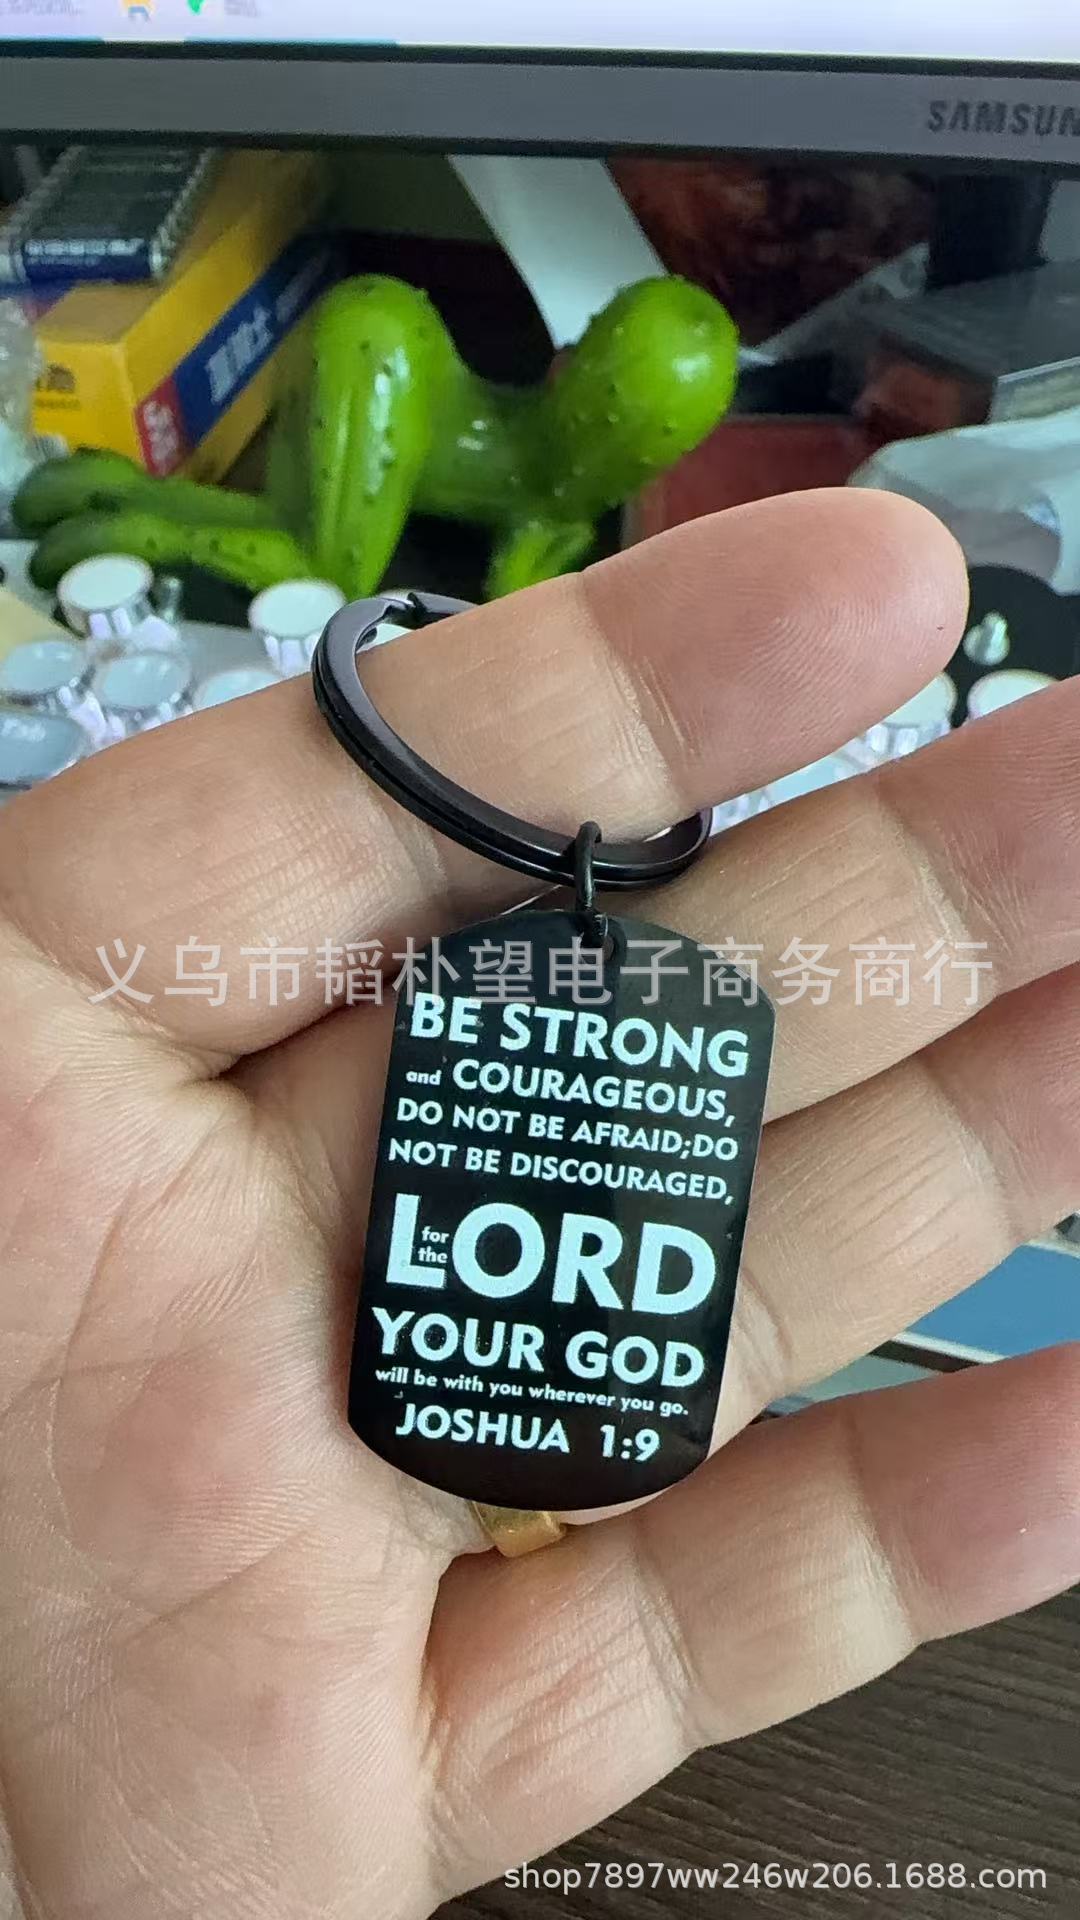 SAMSUN
义乌市韬朴望电子商务商行
BE STRONG
and COURAGEOUS,
DO NOT BE AFRAID;DO
NOT BE DISCOURAGED,
for the LORD
YOUR GOD
will be with you wherever you go.
JOSHUA 1:9
shop7897ww246w206.1688.com